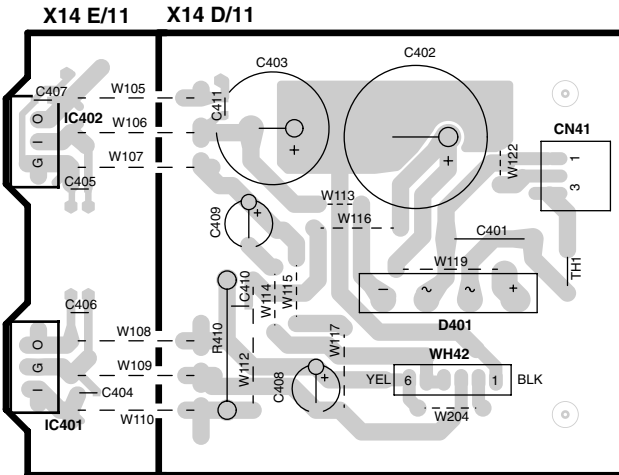 X14 E/11 X14 D/11
C407 W105 C403 C402
O IC402 W106 C411 CN41
I
G W107 + + W122 1
C405 3
W113
C409 + W116 C401
W119 TH1
C406 C410 W114 W115 − ~ ~ +
O W108 R410 D401
G W109 W112 W117 WH42
I C404 C408 + YEL 6 1 BLK
IC401 W110 W204